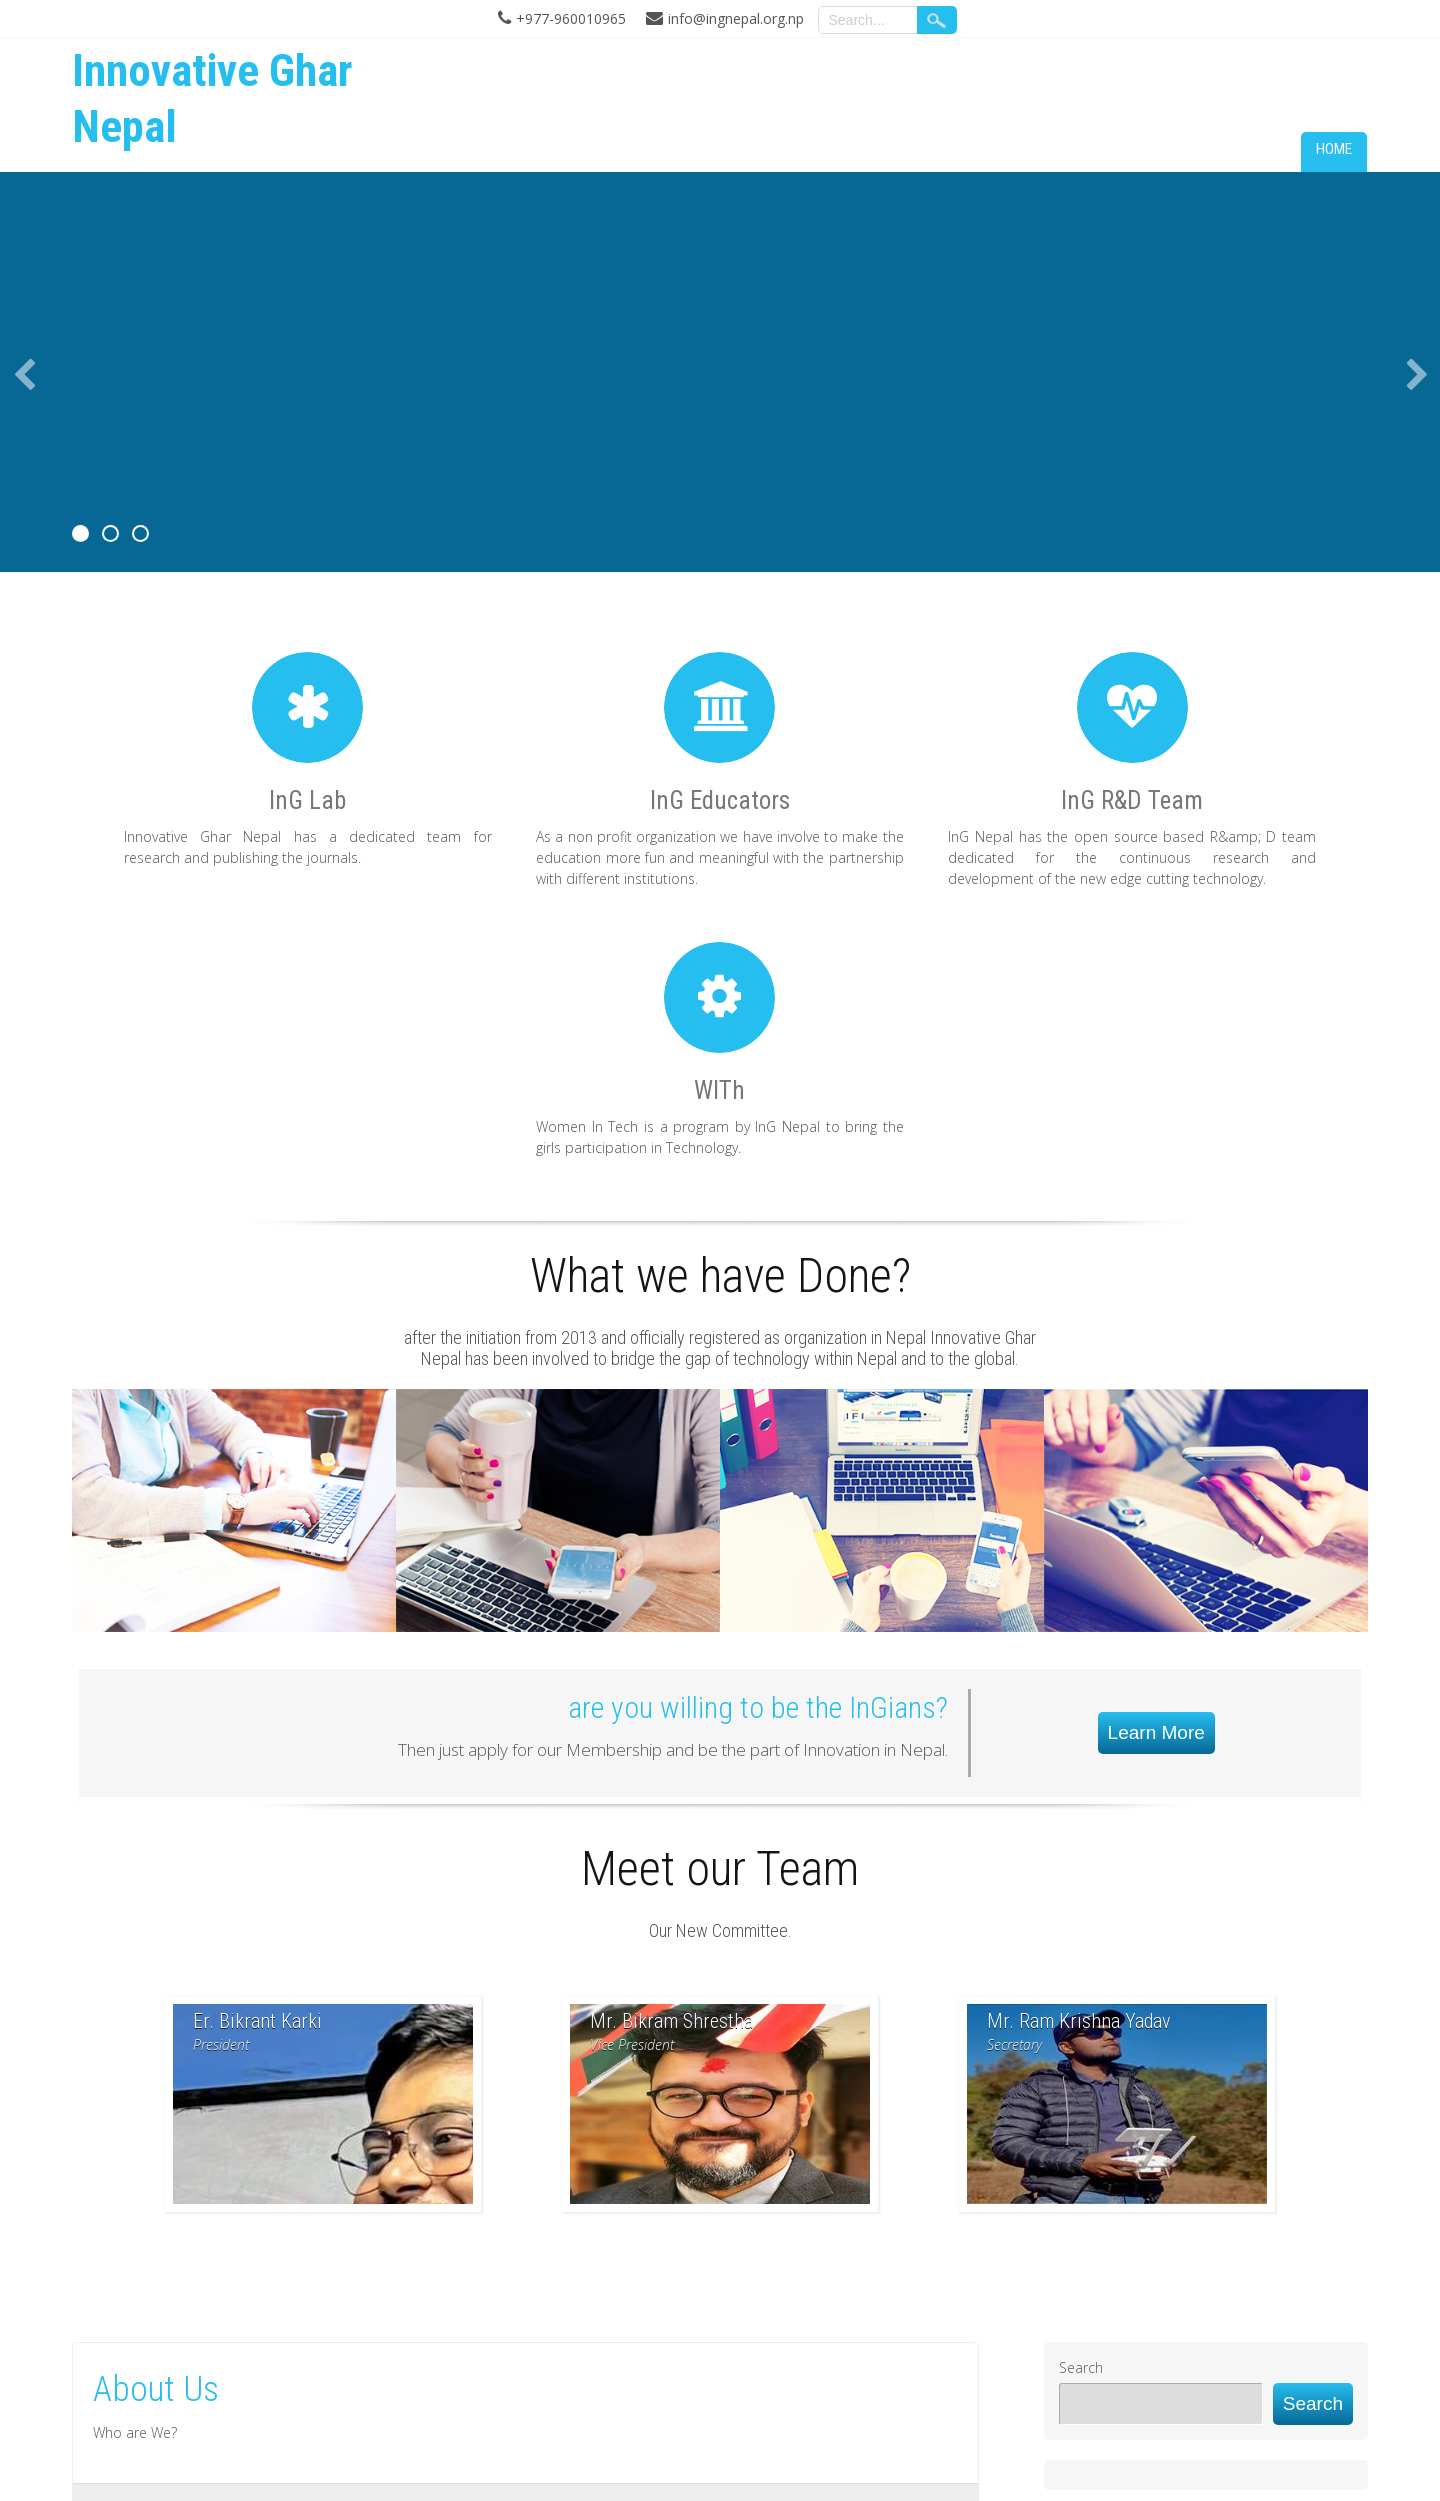 +977-960010965 info@ingnepal.org.np Search...
Innovative Ghar
Nepal
HOME
InG Lab
Innovative Ghar Nepal has a dedicated team for
research and publishing the journals.
InG Educators
As a non profit organization we have involve to make the
education more fun and meaningful with the partnership
with different institutions.
InG R&D Team
InG Nepal has the open source based R&amp; D team
dedicated for the continuous research and
development of the new edge cutting technology.
WITh
Women In Tech is a program by InG Nepal to bring the
girls participation in Technology.
What we have Done?
after the initiation from 2013 and officially registered as organization in Nepal Innovative Ghar
Nepal has been involved to bridge the gap of technology within Nepal and to the global.
are you willing to be the InGians?
Then just apply for our Membership and be the part of Innovation in Nepal.
Learn More
Meet our Team
Our New Committee.
Er. Bikrant Karki
President
Mr. Bikram Shrestha
Vice President
Mr. Ram Krishna Yadav
Secretary
About Us
Who are We?
Search
Search